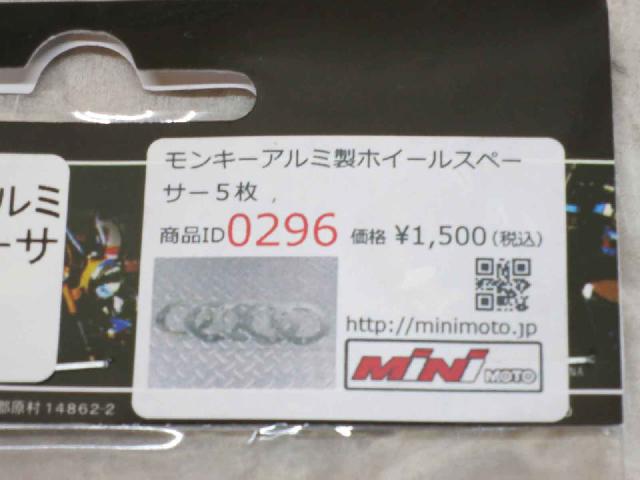 モンキーアルミ製ホイールスペー
サー5枚
商品ID0296 価格 ¥1,500(税込)
http://minimoto.jp
MiNi MOTO
ルミ
ーサ
郡原村14862-2